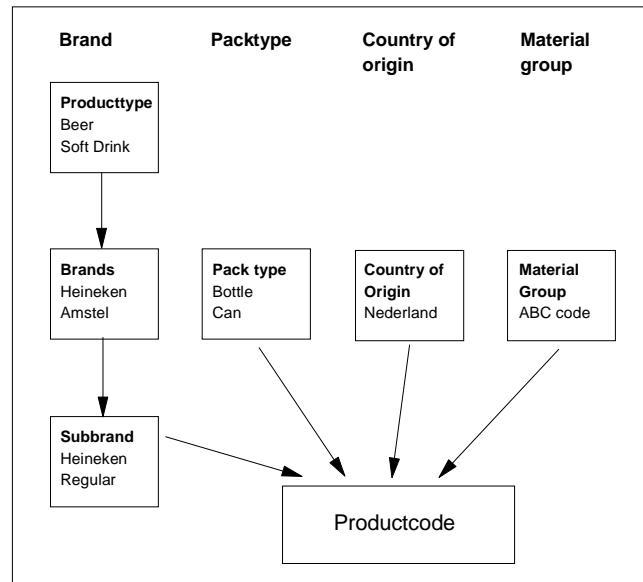 Brand
Packtype
Country of
origin
Material
group
Producttype
Beer
Soft Drink
Brands
Heineken
Amstel
Pack type
Bottle
Can
Country of
Origin
Nederland
Material
Group
ABC code
Subbrand
Heineken
Regular
Productcode